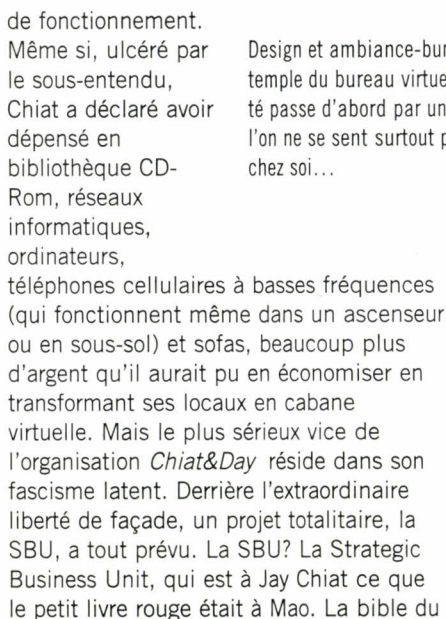 de fonctionnement.
Même si, ulcéré par
le sous-entendu,
Chiat a déclaré avoir
dépensé en
bibliothèque CD-
Rom, réseaux
informatiques,
ordinateurs,
téléphones cellulaires à basses fréquences
(qui fonctionnent même dans un ascenseur
ou en sous-sol) et sofas, beaucoup plus
d'argent qu'il aurait pu en économiser en
transformant ses locaux en cabane
virtuelle. Mais le plus sérieux vice de
l'organisation Chiat&Day réside dans son
fascisme latent. Derrière l'extraordinaire
liberté de façade, un projet totalitaire, la
SBU, a tout prévu. La SBU? La Strategic
Business Unit, qui est à Jay Chiat ce que
le petit livre rouge était à Mao. La bible du
Design et ambiance-bur
temple du bureau virtue
té passe d'abord par un
l'on ne se sent surtout p
chez soi...